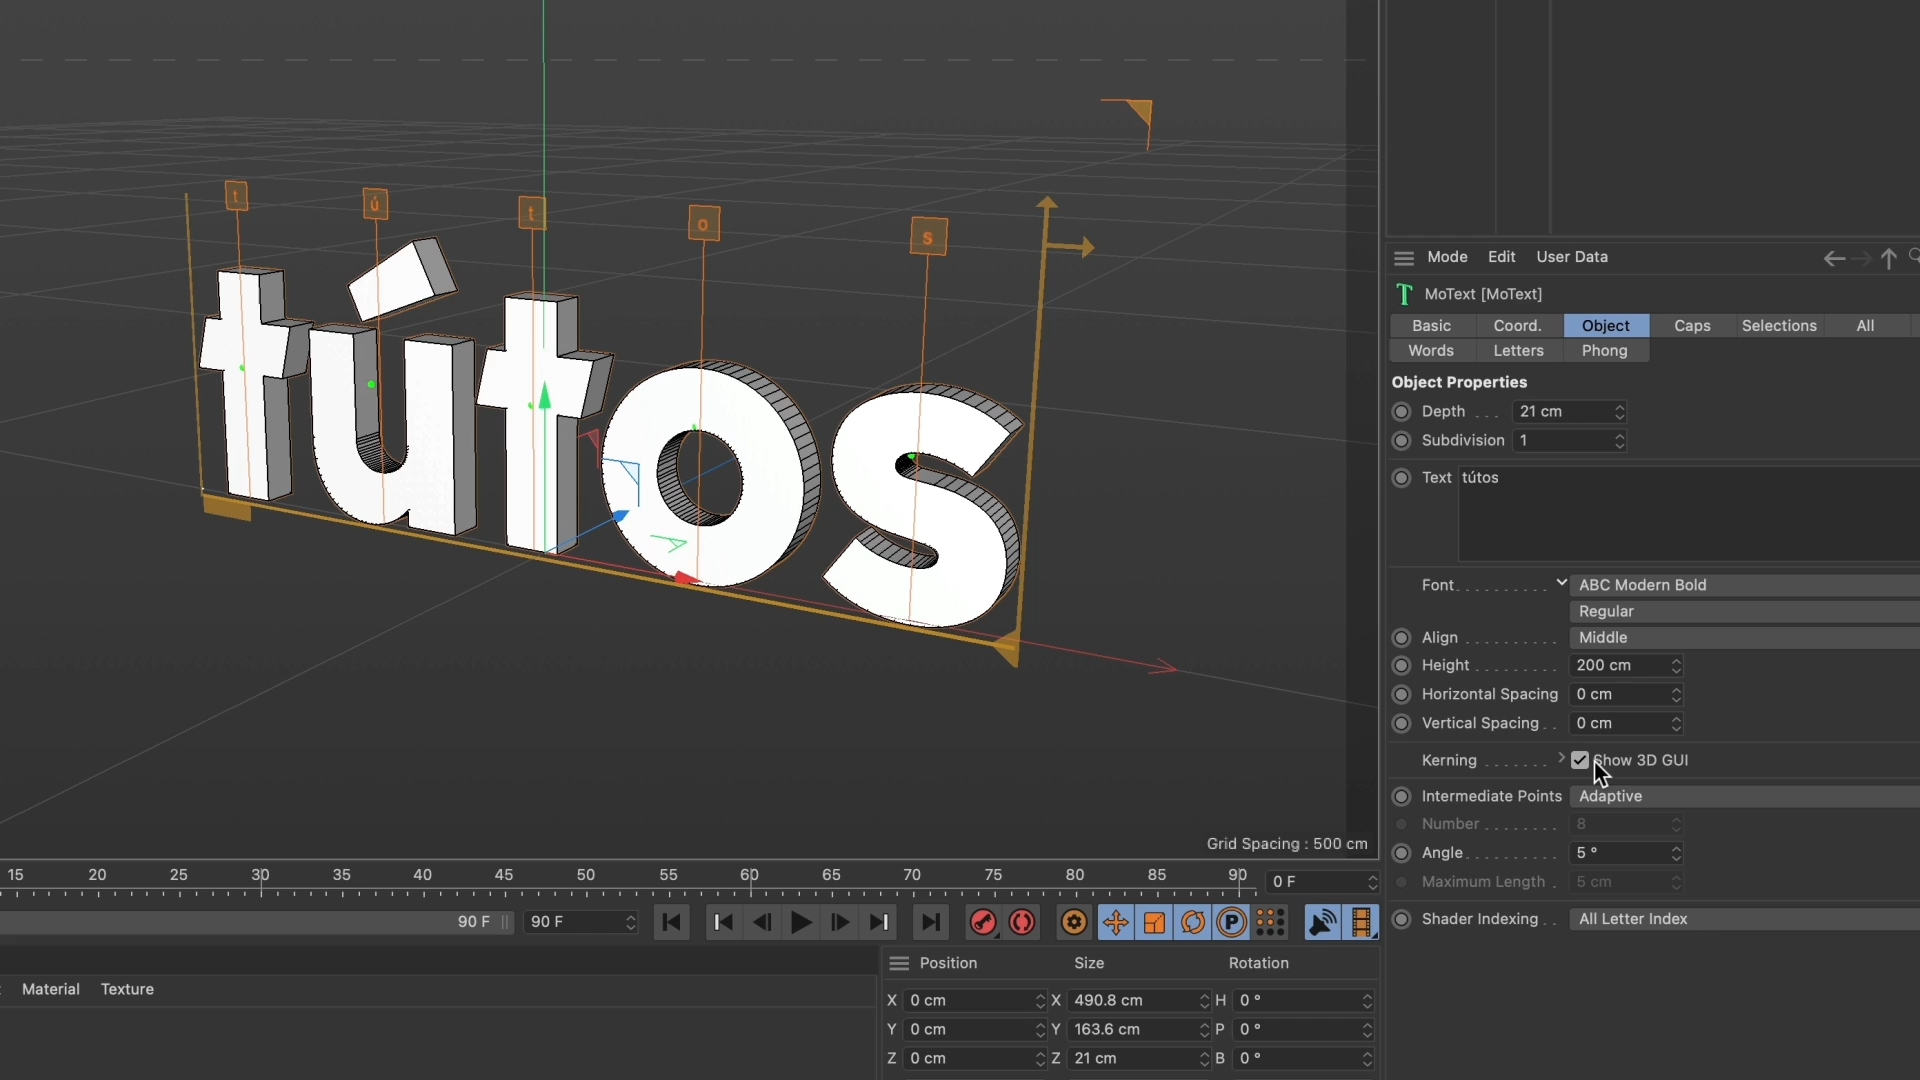 t ú t o s
tútos
Grid Spacing : 500 cm
15 20 25 30 35 40 45 50 55 60 65 70 75 80 85 90 0 F
90 F 90 F
P
Material Texture
Position Size Rotation
X 0 cm X 490.8 cm H 0 °
Y 0 cm Y 163.6 cm P 0 °
Z 0 cm Z 21 cm B 0 °
Mode Edit User Data
T MoText [MoText]
Basic Coord. Object Caps Selections All
Words Letters Phong
Object Properties
Depth . . . 21 cm
Subdivision 1
Text tútos
Font. . . . . . . . . . ABC Modern Bold
Regular
Align . . . . . . . . . . Middle
Height . . . . . . . . . 200 cm
Horizontal Spacing 0 cm
Vertical Spacing . . 0 cm
Kerning . . . . . . . Show 3D GUI
Intermediate Points Adaptive
Number . . . . . . . . 8
Angle. . . . . . . . . . 5 °
Maximum Length . 5 cm
Shader Indexing . . All Letter Index